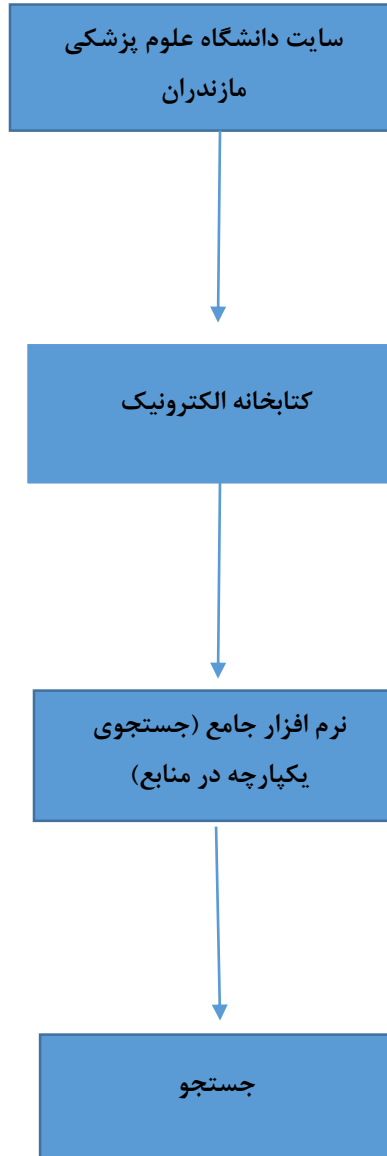 سایت دانشگاه علوم پزشکی
مازندران
کتابخانه الکترونیک
نرم افزار جامع (جستجوی
یکپارچه در منابع)
جستجو